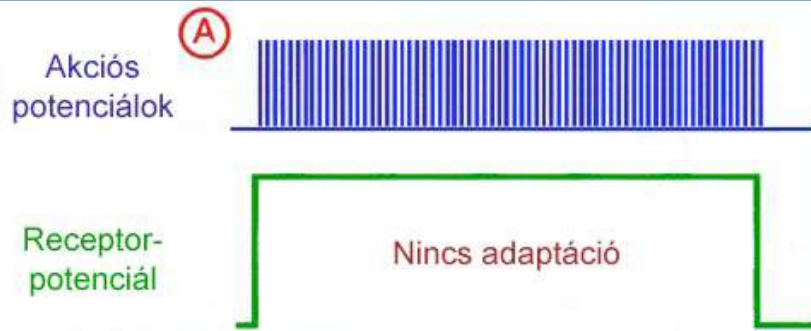 A
Akciós
potenciálok
Receptor-
potenciál
Nincs adaptáció